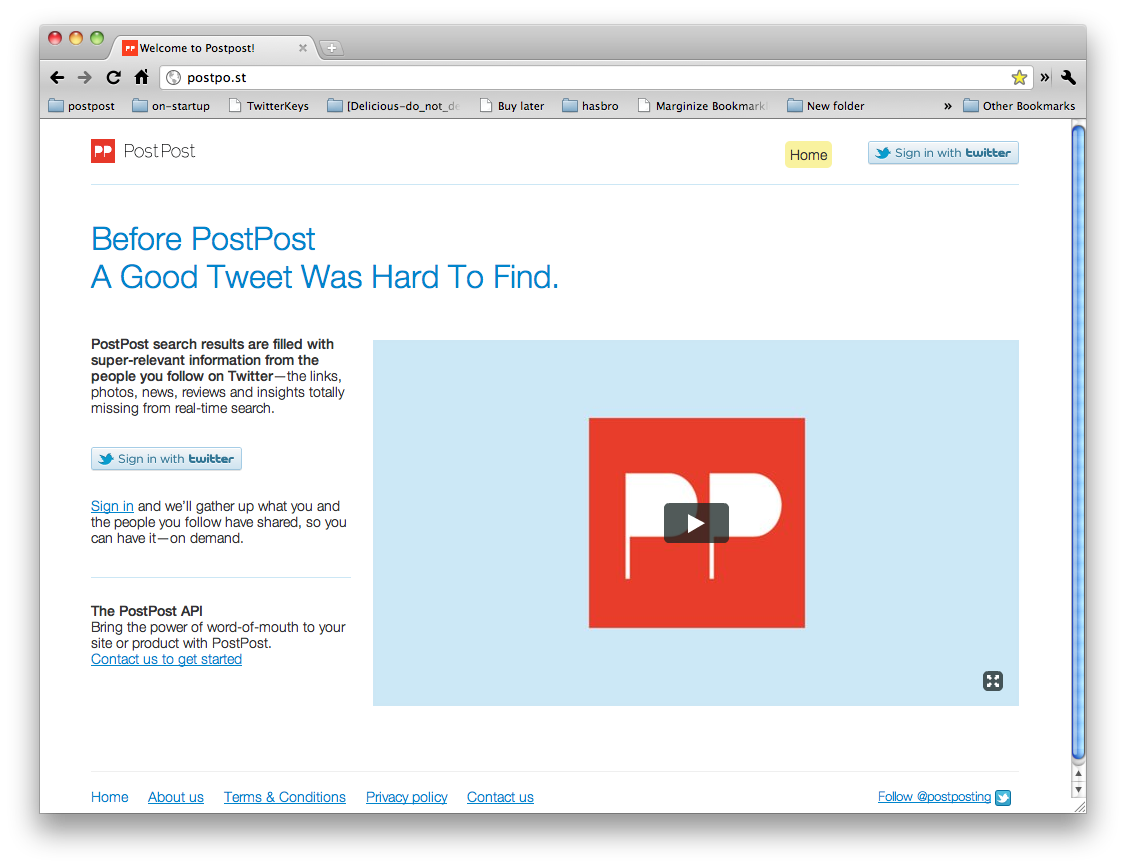 Welcome to Postpost!
postpo.st
postpost on-startup TwitterKeys [Delicious-do_not_de Buy later hasbro Marginize Bookmark New folder » Other Bookmarks
PP PostPost Home Sign in with twitter
Before PostPost
A Good Tweet Was Hard To Find.
PostPost search results are filled with
super-relevant information from the
people you follow on Twitter—the links,
photos, news, reviews and insights totally
missing from real-time search.
Sign in with twitter
Sign in and we’ll gather up what you and
the people you follow have shared, so you
can have it—on demand.
The PostPost API
Bring the power of word-of-mouth to your
site or product with PostPost.
Contact us to get started
PP
Home About us Terms & Conditions Privacy policy Contact us Follow @postposting